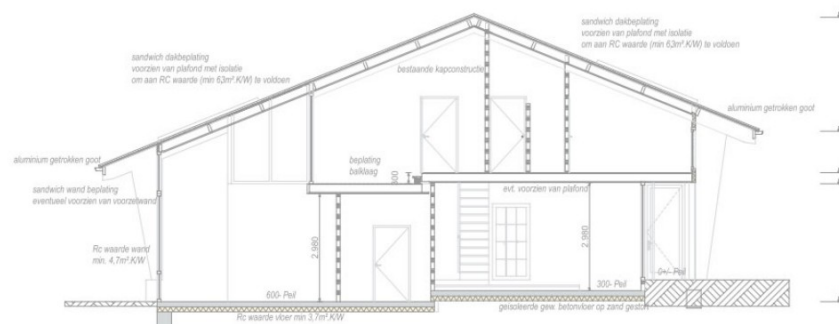 sandwich dakbeplating
voorzien van plafond met isolatie
om aan RC waarde (min 63m².K/W) te voldoen
sandwich dakbeplating
voorzien van plafond met isolatie
om aan RC waarde (min 63m².K/W) te voldoen
bestaande kapconstructie
aluminium getrokken goot
aluminium getrokken goot
beplating
balklaag
300
sandwich wand beplating
eventueel voorzien van voorzetwand
evt. voorzien van plafond
Rc waarde wand
min. 4,7m².K/W
2.980
2.980
0+/- Peil
600- Peil
300- Peil
Rc waarde vloer min 3,7m².K/W
geïsoleerde gew. betonvloer op zand gestort